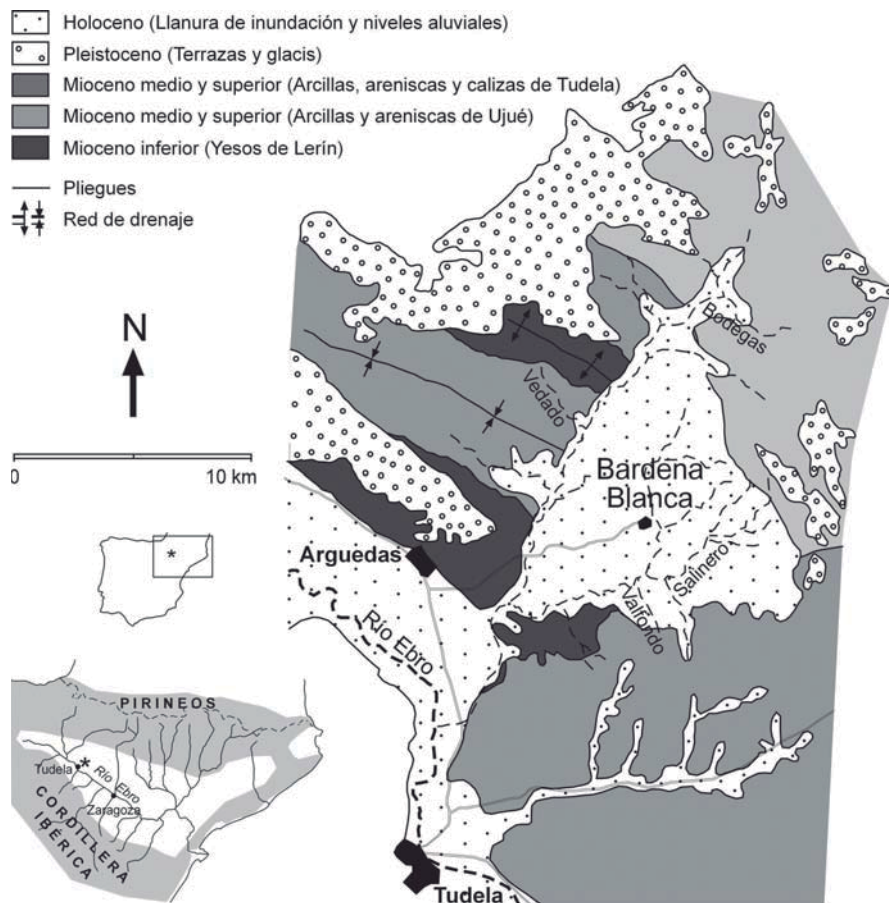 Holoceno (Llanura de inundación y niveles aluviales)
Pleistoceno (Terrazas y glacis)
Mioceno medio y superior (Arcillas, areniscas y calizas de Tudela)
Mioceno medio y superior (Arcillas y areniscas de Ujué)
Mioceno inferior (Yesos de Lerín)
Pliegues
Red de drenaje
N
0 10 km
Bodegas
Vedado
Bardena
Blanca
Salinero
Valfondo
Arguedas
Río Ebro
Tudela
PIRINEOS
Tudela
Río Ebro
Zaragoza
CORDILLERA
IBÉRICA